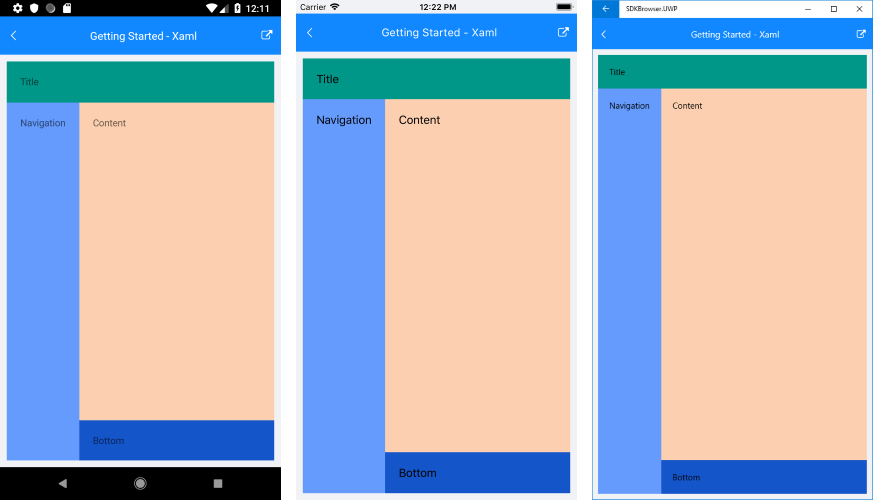 12:11
Getting Started - Xaml
Title
Navigation
Content
Bottom
Carrier
12:22 PM
Getting Started - Xaml
Title
Navigation
Content
Bottom
SDKBrowser.UWP
Getting Started - Xaml
Title
Navigation
Content
Bottom